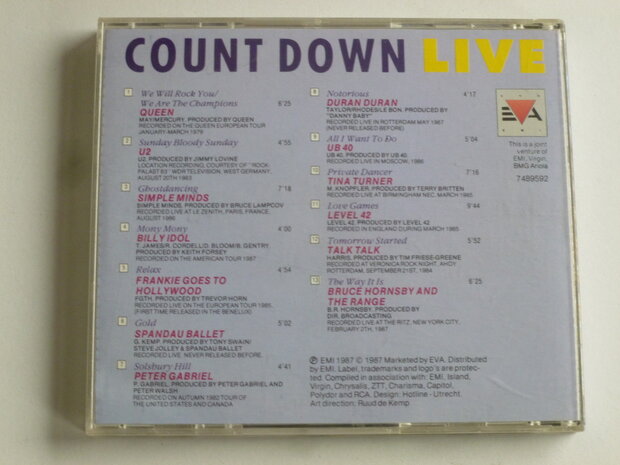 COUNT DOWN LIVE
1 We Will Rock You/
We Are The Champions 6'25
QUEEN
MAY/MERCURY. PRODUCED BY QUEEN
RECORDED ON THE QUEEN EUROPEAN TOUR
JANUARY-MARCH 1979
2 Sunday Bloody Sunday 4'55
U2
U2. PRODUCED BY JIMMY LOVINE
LOCATION RECORDING, COURTESY OF "ROCK-
PALAST 83" WDR TELEVISION, WEST GERMANY,
AUGUST 20TH 1983
3 Ghostdancing 7'18
SIMPLE MINDS
SIMPLE MINDS. PRODUCED BY BRUCE LAMPCOV
RECORDED LIVE AT LE ZENITH, PARIS, FRANCE,
AUGUST 1986
4 Mony Mony 4'00
BILLY IDOL
T. JAMES/R. CORDELL/D. BLOOM/B. GENTRY.
PRODUCED BY KEITH FORSEY
RECORDED ON THE AMERICAN TOUR 1987
5 Relax 4'54
FRANKIE GOES TO
HOLLYWOOD
FGTH. PRODUCED BY TREVOR HORN
RECORDED LIVE ON THE EUROPEAN TOUR 1985,
(FIRST TIME RELEASED IN THE BENELUX)
6 Gold 5'02
SPANDAU BALLET
G. KEMP. PRODUCED BY TONY SWAIN/
STEVE JOLLEY & SPANDAU BALLET
RECORDED LIVE. NEVER RELEASED BEFORE.
7 Solsbury Hill 4'41
PETER GABRIEL
P. GABRIEL. PRODUCED BY PETER GABRIEL AND
PETER WALSH
RECORDED ON AUTUMN 1982 TOUR OF
THE UNITED STATES AND CANADA
8 Notorious 4'17
DURAN DURAN
TAYLOR/RHODES/LE BON. PRODUCED BY
"DANNY BABY"
RECORDED LIVE IN ROTTERDAM MAY 1987
(NEVER RELEASED BEFORE)
9 All I Want To Do 5'04
UB 40
UB 40. PRODUCED BY UB 40.
RECORDED LIVE IN MOSCOW, 1986
10 Private Dancer 7'16
TINA TURNER
M. KNOPFLER. PRODUCED BY TERRY BRITTEN
RECORDED LIVE AT BIRMINGHAM NEC. MARCH 1985
11 Love Games 9'44
LEVEL 42
LEVEL 42. PRODUCED BY LEVEL 42
RECORDED IN ENGLAND DURING MARCH 1985
12 Tomorrow Started 5'52
TALK TALK
HARRIS. PRODUCED BY TIM FRIESE-GREENE
RECORDED AT VERONICA ROCK NIGHT, AHOY
ROTTERDAM, SEPTEMBER 21ST, 1984
13 The Way It Is 6'25
BRUCE HORNSBY AND
THE RANGE
B.R. HORNSBY. PRODUCED BY
DIR. BROADCASTING
RECORDED LIVE AT THE RITZ, NEW YORK CITY,
FEBRUARY 27TH, 1987
℗ EMI 1987 © 1987 Marketed by EVA. Distributed
by EMI, Label, trademarks and logo's are protec-
ted. Compiled in association with: EMI, Island,
Virgin, Chrysalis, ZTT, Charisma, Capitol,
Polydor and RCA. Design: Hotline - Utrecht.
Art direction: Ruud de Kemp.
EVA
This is a joint
venture of
EMI, Virgin,
BMG Ariola
7489592